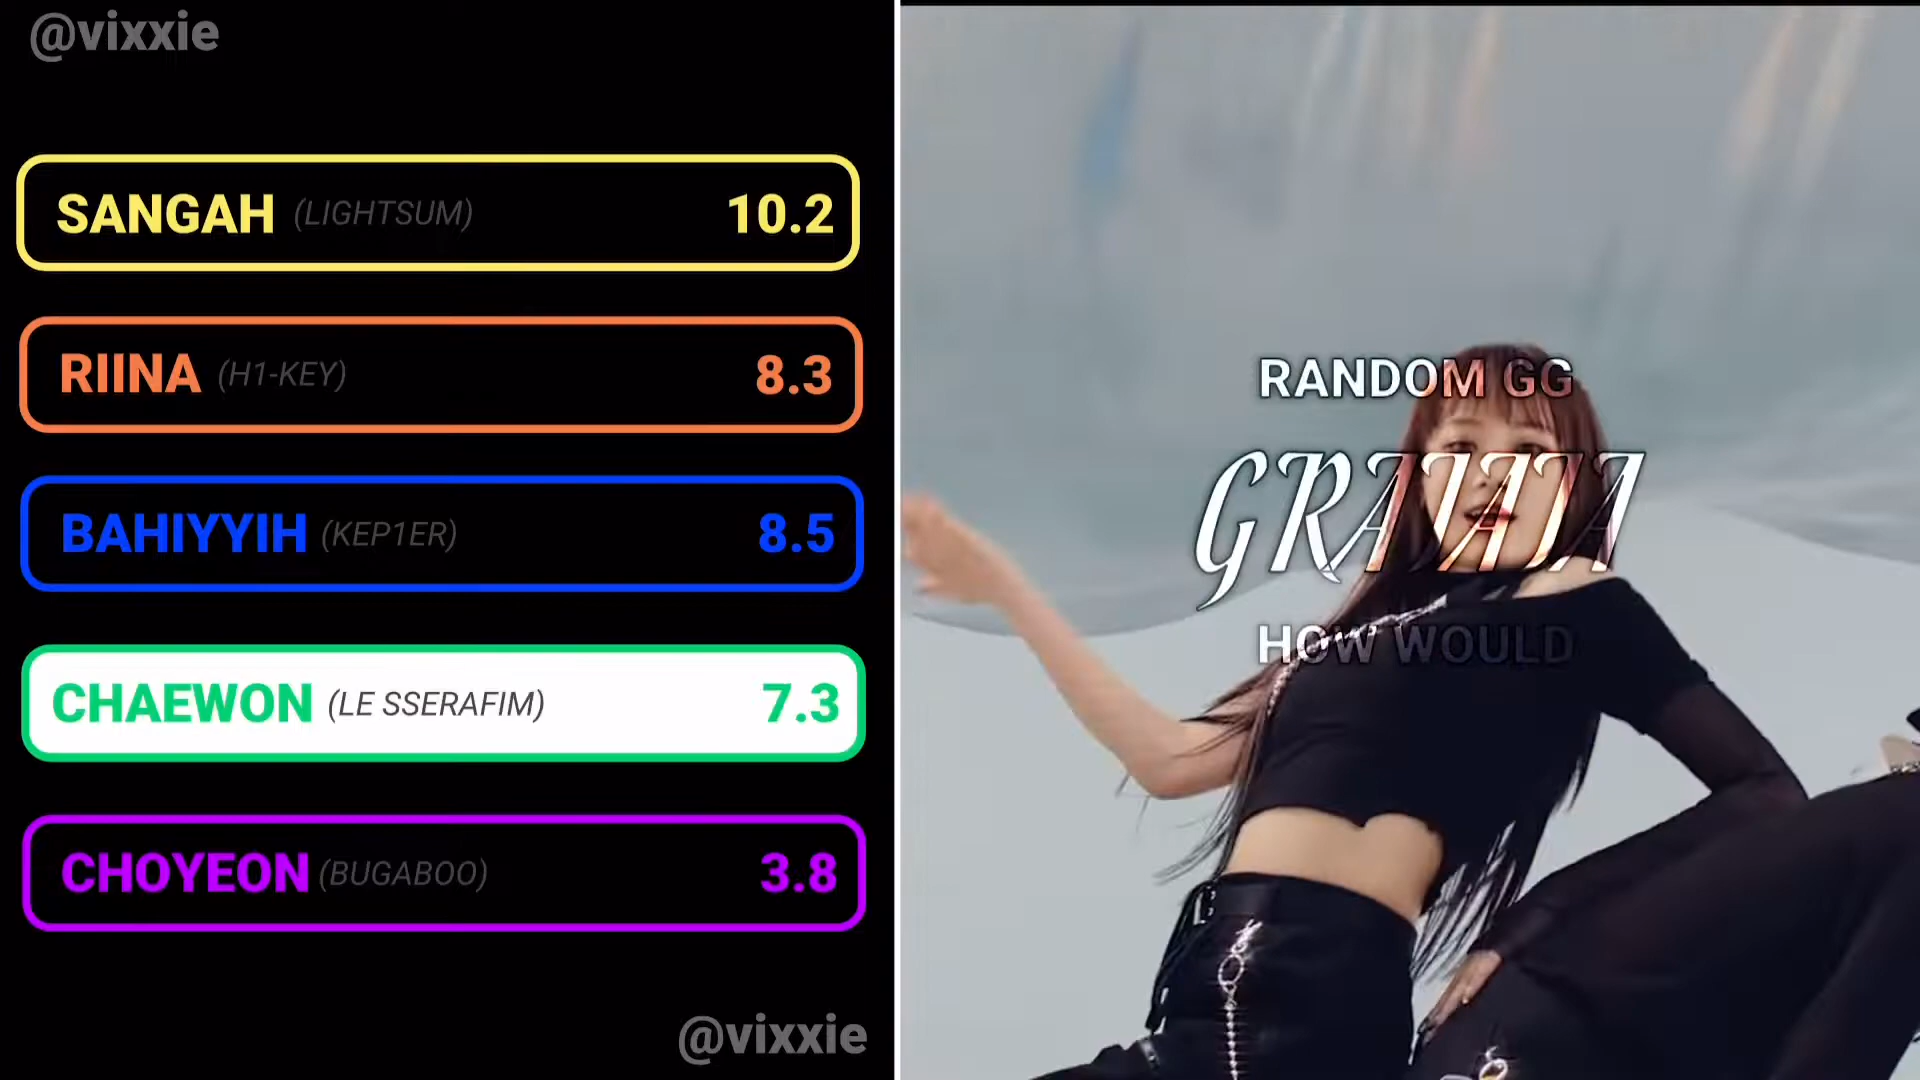 @vixxie
SANGAH (LIGHTSUM) 10.2
RIINA (H1-KEY) 8.3
BAHIYYIH (KEP1ER) 8.5
CHAEWON (LE SSERAFIM) 7.3
CHOYEON (BUGABOO) 3.8
@vixxie
RANDOM GG
GRATATA
HOW WOULD